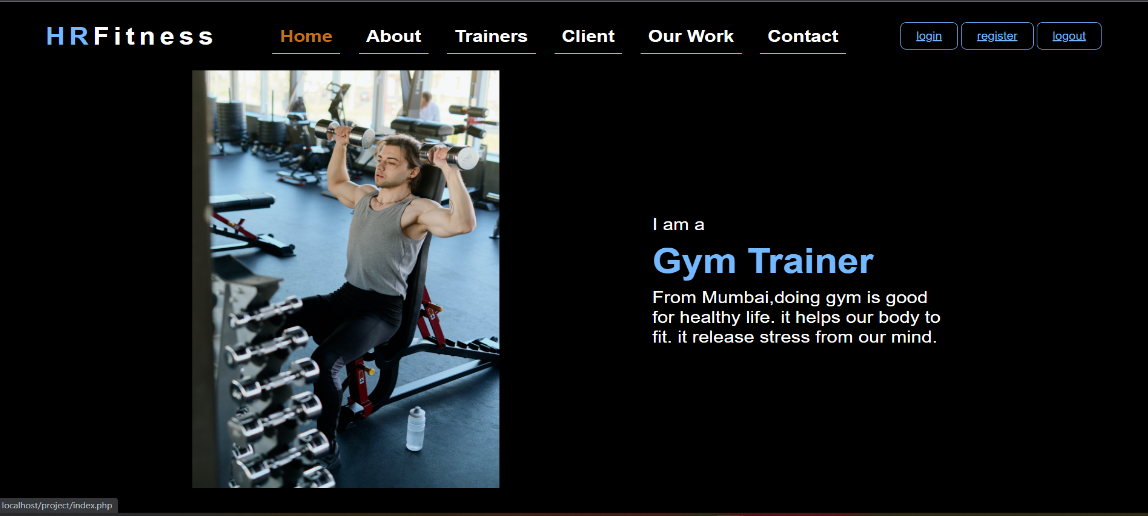 HRFitness
Home About Trainers Client Our Work Contact
login register logout
I am a
Gym Trainer
From Mumbai,doing gym is good
for healthy life. it helps our body to
fit. it release stress from our mind.
localhost/project/index.php